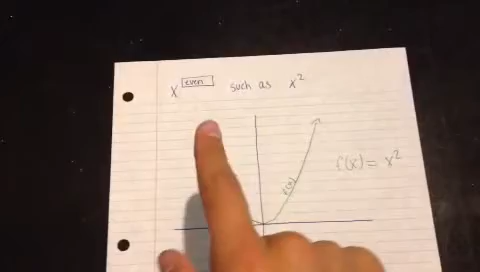 x^even such as x²
f(x) = x²
f(x)